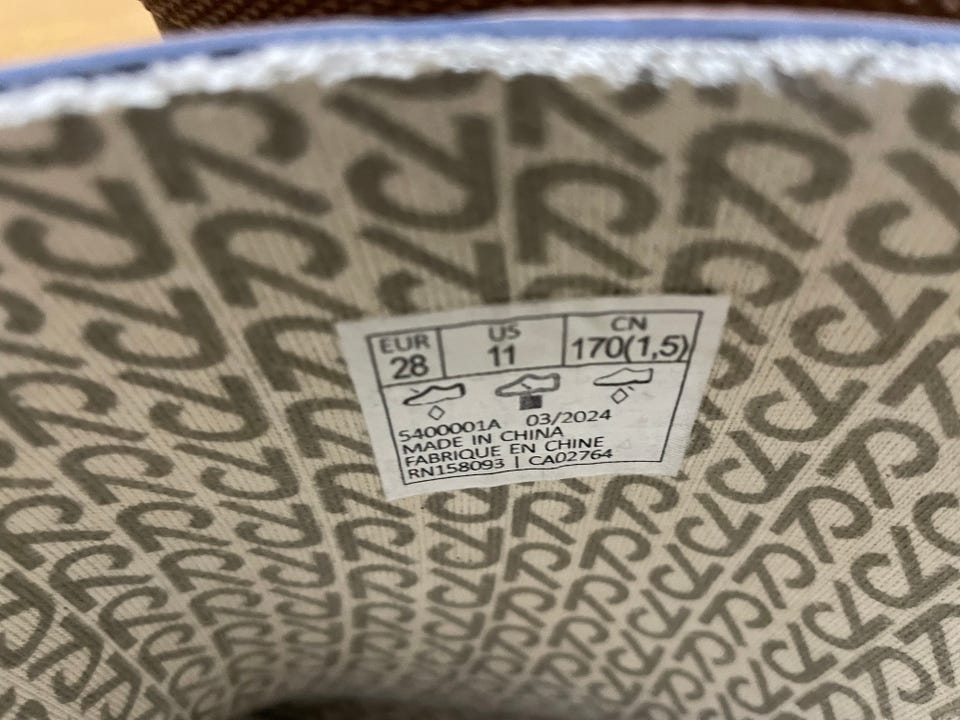 EUR US CN
28 11 170(1,5)
5400001A 03/2024
MADE IN CHINA
FABRIQUE EN CHINE
RN158093 | CA02764